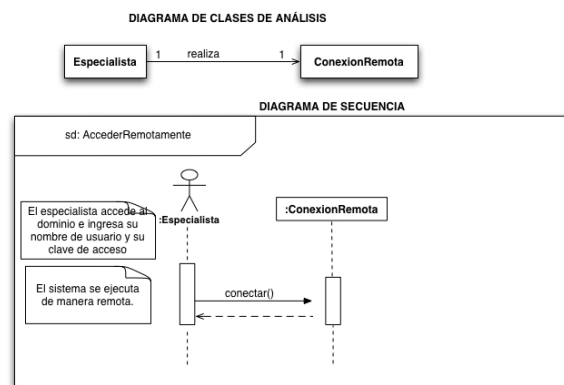 DIAGRAMA DE CLASES DE ANÁLISIS
Especialista
1
realiza
1
ConexionRemota
DIAGRAMA DE SECUENCIA
sd: AccederRemotamente
El especialista accede al
dominio e ingresa su
nombre de usuario y su
clave de acceso
:Especialista
:ConexionRemota
El sistema se ejecuta
de manera remota.
conectar()